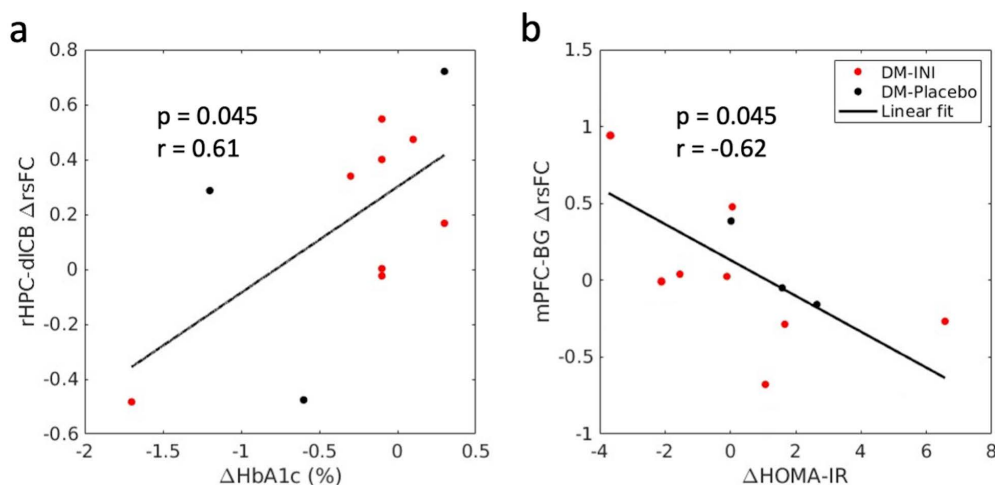 a
p = 0.045
r = 0.61
rHPC-dlCB ΔrsFC
0.8
0.6
0.4
0.2
0
-0.2
-0.4
-0.6
-2
-1.5
-1
-0.5
0
0.5
ΔHbA1c (%)
b
p = 0.045
r = -0.62
DM-INI
DM-Placebo
Linear fit
mPFC-BG ΔrsFC
1.5
1
0.5
0
-0.5
-1
-4
-2
0
2
4
6
8
ΔHOMA-IR